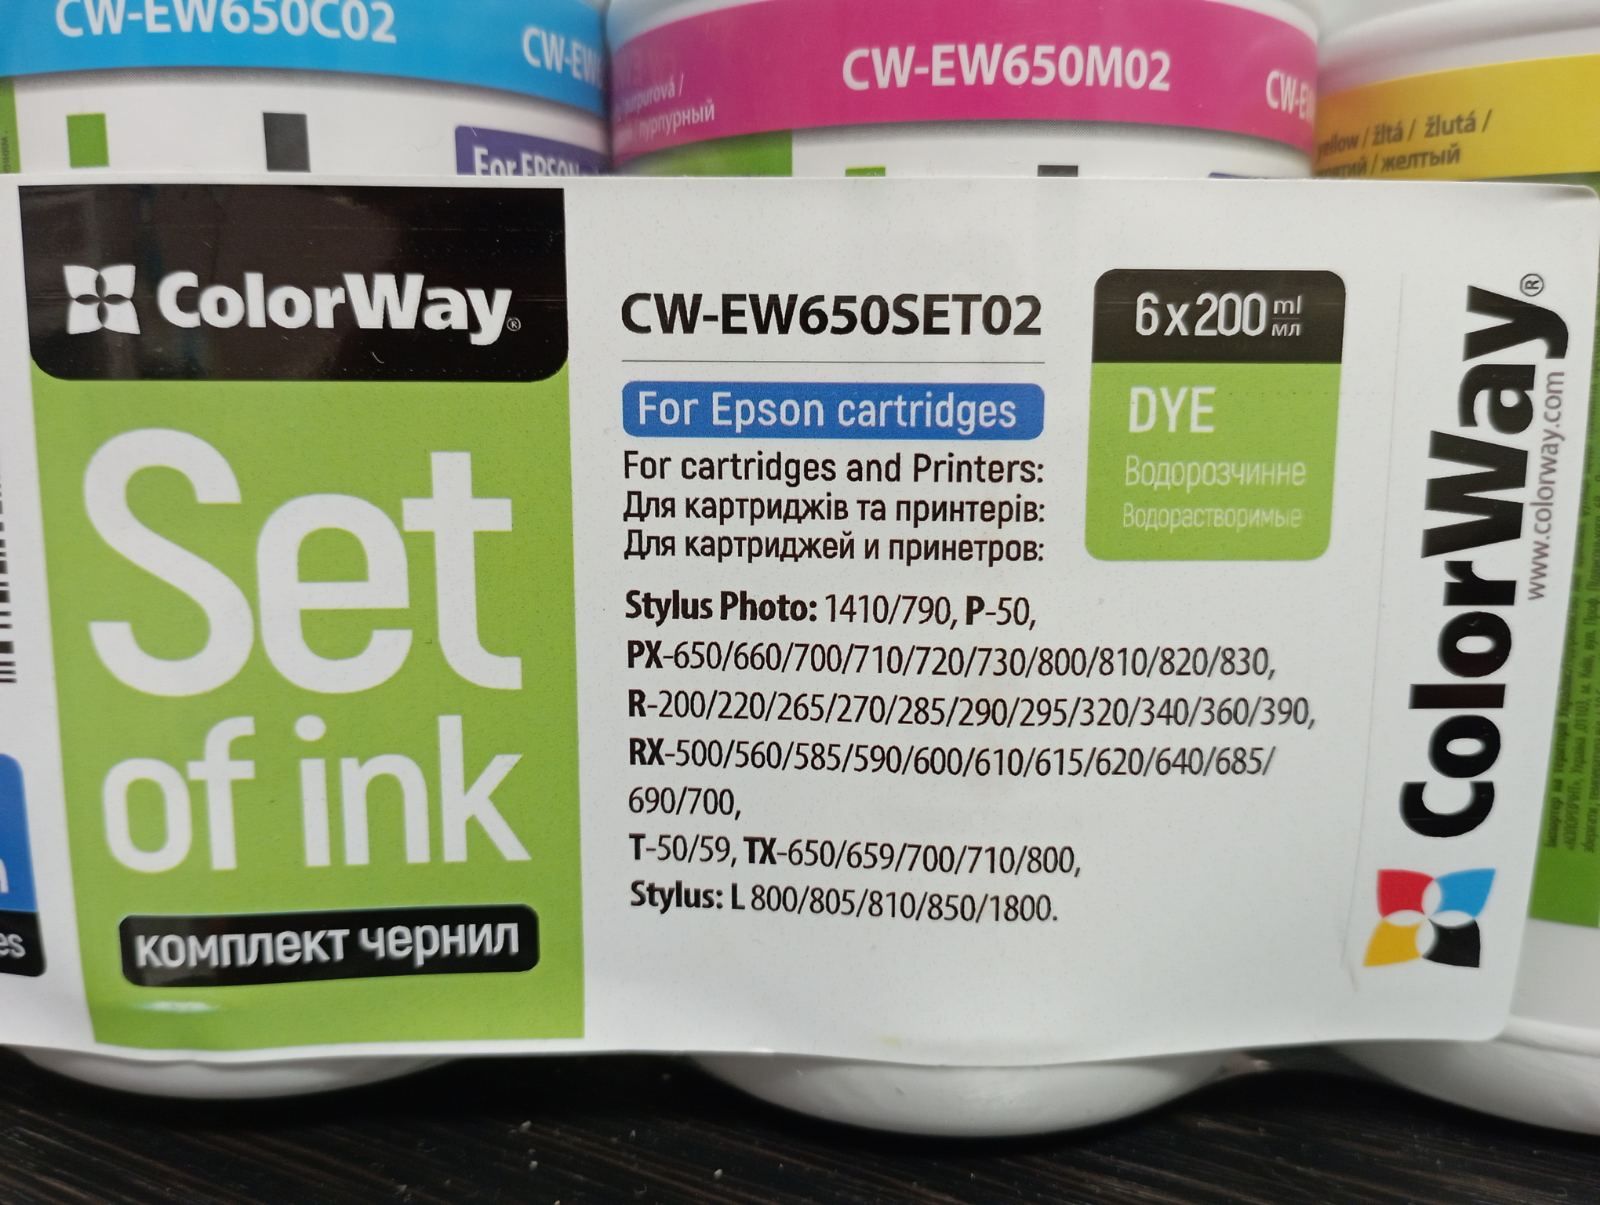 CW-EW650C02
CW-EW650M02
пурпурный
yellow / žltá / žlutá /
желтый
For EPSON
ColorWay®
Set
of ink
комплект чернил
CW-EW650SET02
For Epson cartridges
For cartridges and Printers:
Для картриджів та принтерів:
Для картриджей и принетров:
Stylus Photo: 1410/790, P-50,
PX-650/660/700/710/720/730/800/810/820/830,
R-200/220/265/270/285/290/295/320/340/360/390,
RX-500/560/585/590/600/610/615/620/640/685/
690/700,
T-50/59, TX-650/659/700/710/800,
Stylus: L 800/805/810/850/1800.
6x200 ml
мл
DYE
Водорозчинне
Водорастворимые
ColorWay®
www.colorway.com